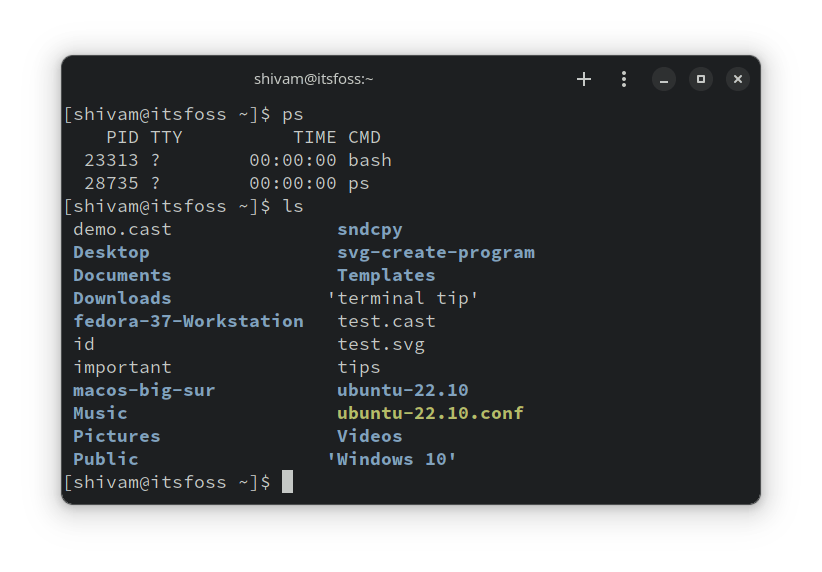 shivam@itsfoss:~
[shivam@itsfoss ~]$ ps
    PID TTY          TIME CMD
  23313 ?        00:00:00 bash
  28735 ?        00:00:00 ps
[shivam@itsfoss ~]$ ls
 demo.cast               sndcpy
 Desktop                 svg-create-program
 Documents               Templates
 Downloads              'terminal tip'
 fedora-37-Workstation   test.cast
 id                      test.svg
 important               tips
 macos-big-sur           ubuntu-22.10
 Music                   ubuntu-22.10.conf
 Pictures                Videos
 Public                 'Windows 10'
[shivam@itsfoss ~]$